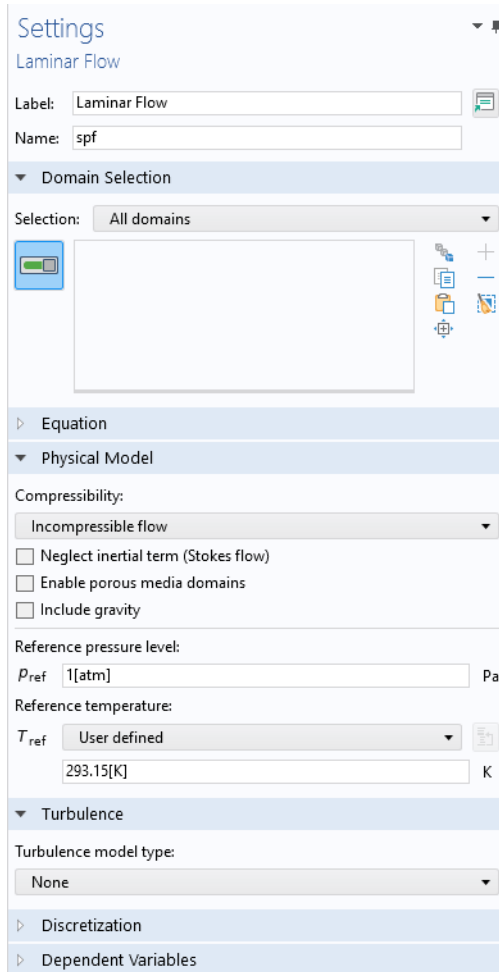 Settings
Laminar Flow
Label: Laminar Flow
Name: spf
Domain Selection
Selection: All domains
Equation
Physical Model
Compressibility:
Incompressible flow
Neglect inertial term (Stokes flow)
Enable porous media domains
Include gravity
Reference pressure level:
pref 1[atm] Pa
Reference temperature:
Tref User defined
293.15[K] K
Turbulence
Turbulence model type:
None
Discretization
Dependent Variables